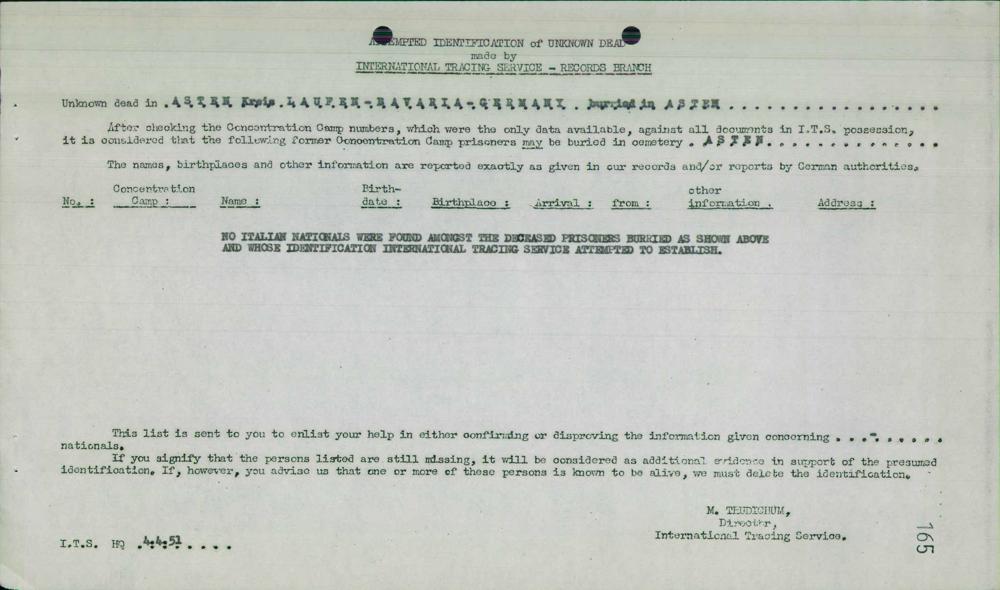 ATTEMPTED IDENTIFICATION of UNKNOWN DEAD
made by
INTERNATIONAL TRACING SERVICE - RECORDS BRANCH
Unknown dead in .ASTEN Kreis.LAUFEN-BAVARIA-GERMANY . burried in ASTEN . . . . . . . . . . . . . . . . . .
After checking the Concentration Camp numbers, which were the only data available, against all documents in I.T.S. possession,
it is considered that the following former Concentration Camp prisoners may be buried in cemetery . ASTEN. . . . . . . . . . . . . . .
The names, birthplaces and other information are reported exactly as given in our records and/or reports by German authorities.
No. : Concentration Camp : Name : Birth-date : Birthplace : Arrival : from : other information . Address :
NO ITALIAN NATIONALS WERE FOUND AMONGST THE DECEASED PRISONERS BURRIED AS SHOWN ABOVE
AND WHOSE IDENTIFICATION INTERNATIONAL TRACING SERVICE ATTEMPTED TO ESTABLISH.
This list is sent to you to enlist your help in either confirming or disproving the information given concerning . . .-. . . . . .
nationals.
If you signify that the persons listed are still missing, it will be considered as additional evidence in support of the presumed
identification. If, however, you advise us that one or more of these persons is known to be alive, we must delete the identification.
M. THUDICHUM,
Director,
International Tracing Service.
I.T.S. HQ .4.4.51. . . . .
165